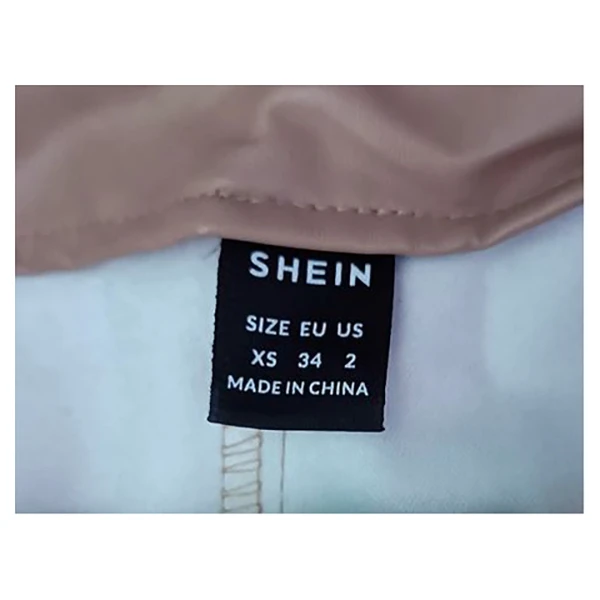 SHEIN
SIZE EU US
XS 34 2
MADE IN CHINA